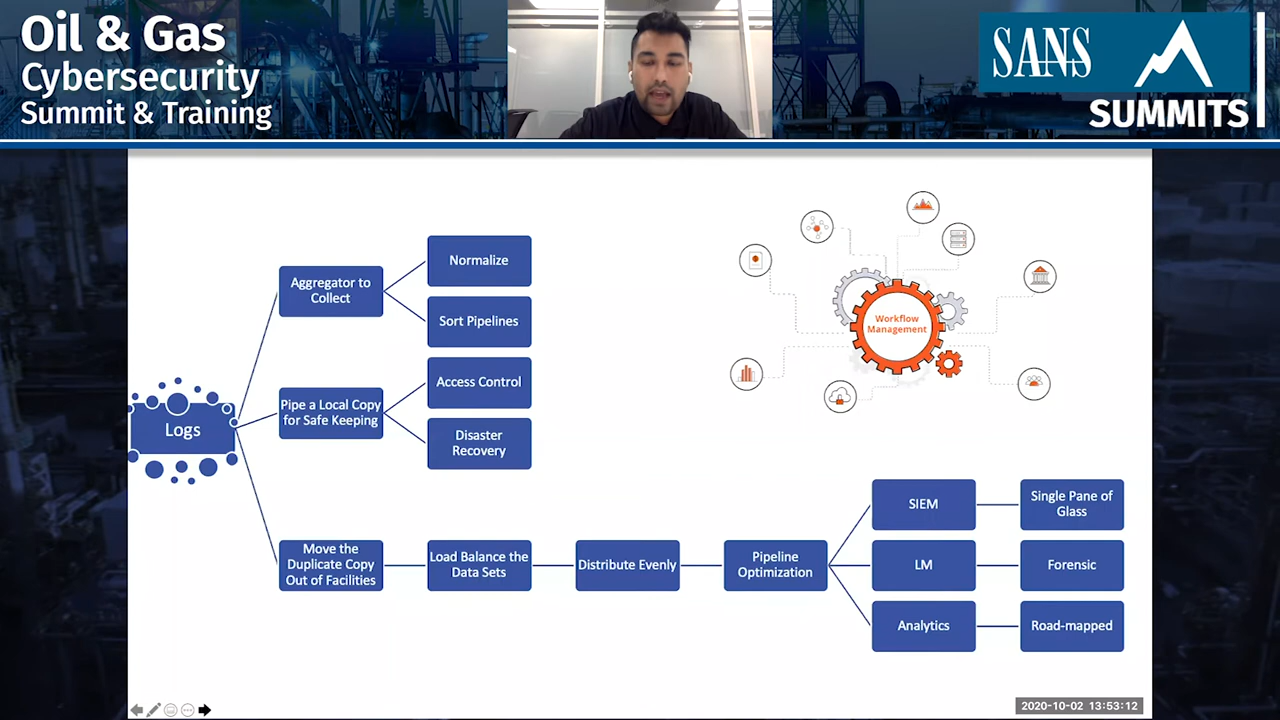 Oil & Gas
Cybersecurity
Summit & Training
SANS
SUMMITS
Logs
Aggregator to
Collect
Normalize
Sort Pipelines
Pipe a Local Copy
for Safe Keeping
Access Control
Disaster
Recovery
Move the
Duplicate Copy
Out of Facilities
Load Balance the
Data Sets
Distribute Evenly
Pipeline
Optimization
SIEM
Single Pane of
Glass
LM
Forensic
Analytics
Road-mapped
Workflow
Management
2020-10-02 13:53:12